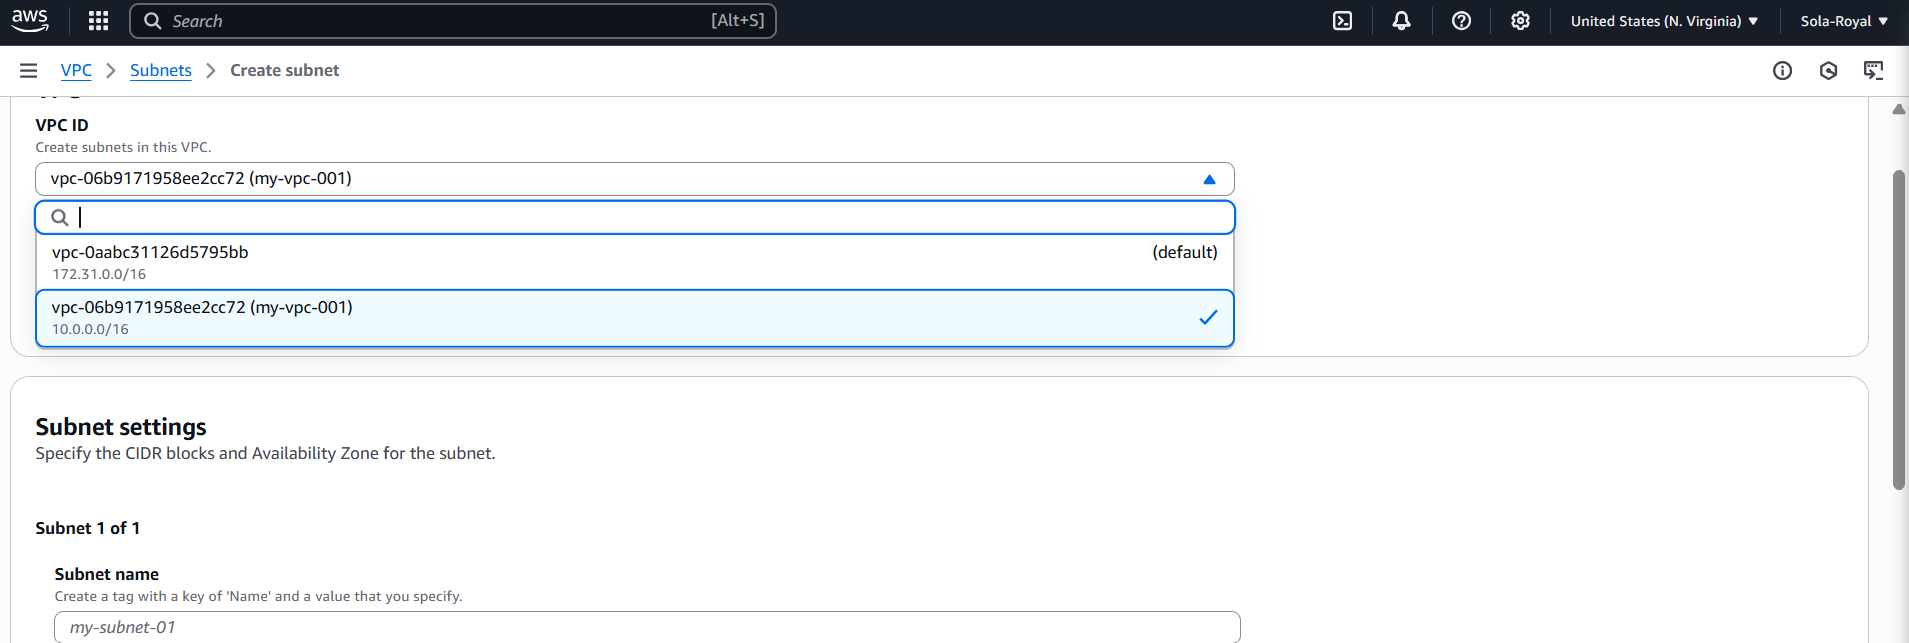 aws Search [Alt+S] United States (N. Virginia) Sola-Royal
VPC Subnets Create subnet
VPC ID
Create subnets in this VPC.
vpc-06b9171958ee2cc72 (my-vpc-001)
vpc-0aabc31126d5795bb (default)
172.31.0.0/16
vpc-06b9171958ee2cc72 (my-vpc-001)
10.0.0.0/16
Subnet settings
Specify the CIDR blocks and Availability Zone for the subnet.
Subnet 1 of 1
Subnet name
Create a tag with a key of 'Name' and a value that you specify.
my-subnet-01